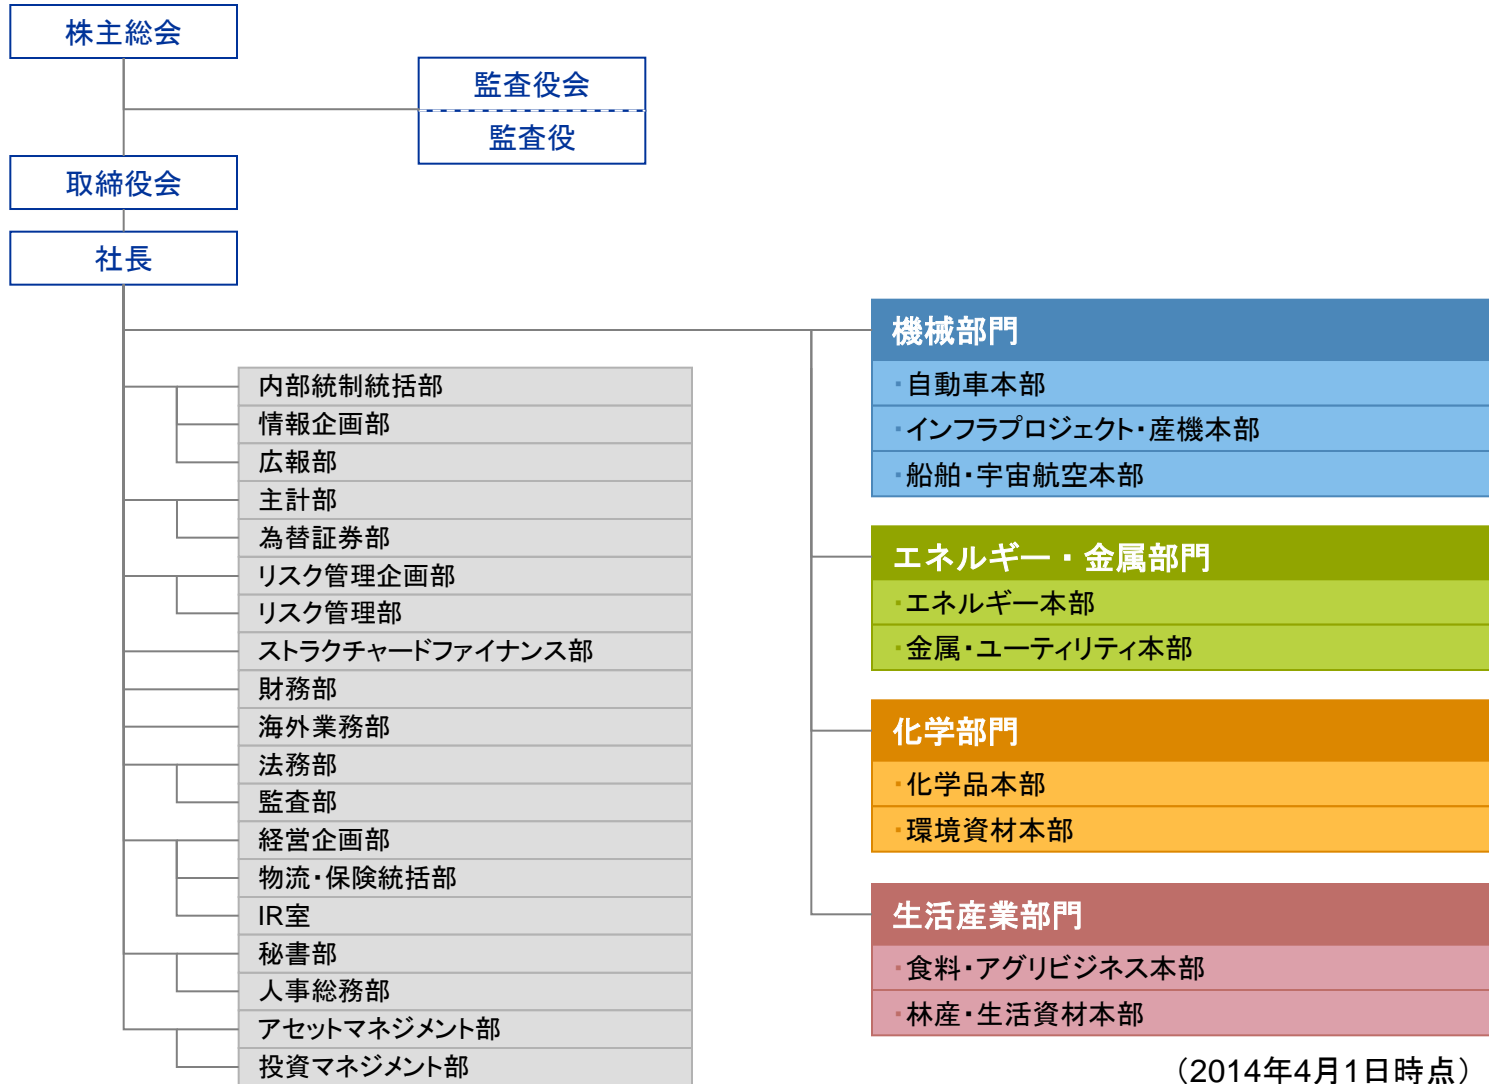 株主総会
監査役会
監査役
取締役会
社長
内部統制統括部
情報企画部
広報部
主計部
為替証券部
リスク管理企画部
リスク管理部
ストラクチャードファイナンス部
財務部
海外業務部
法務部
監査部
経営企画部
物流・保険統括部
IR室
秘書部
人事総務部
アセットマネジメント部
投資マネジメント部
機械部門
・自動車本部
・インフラプロジェクト・産機本部
・船舶・宇宙航空本部
エネルギー・金属部門
・エネルギー本部
・金属・ユーティリティ本部
化学部門
・化学品本部
・環境資材本部
生活産業部門
・食料・アグリビジネス本部
・林産・生活資材本部
（2014年4月1日時点）